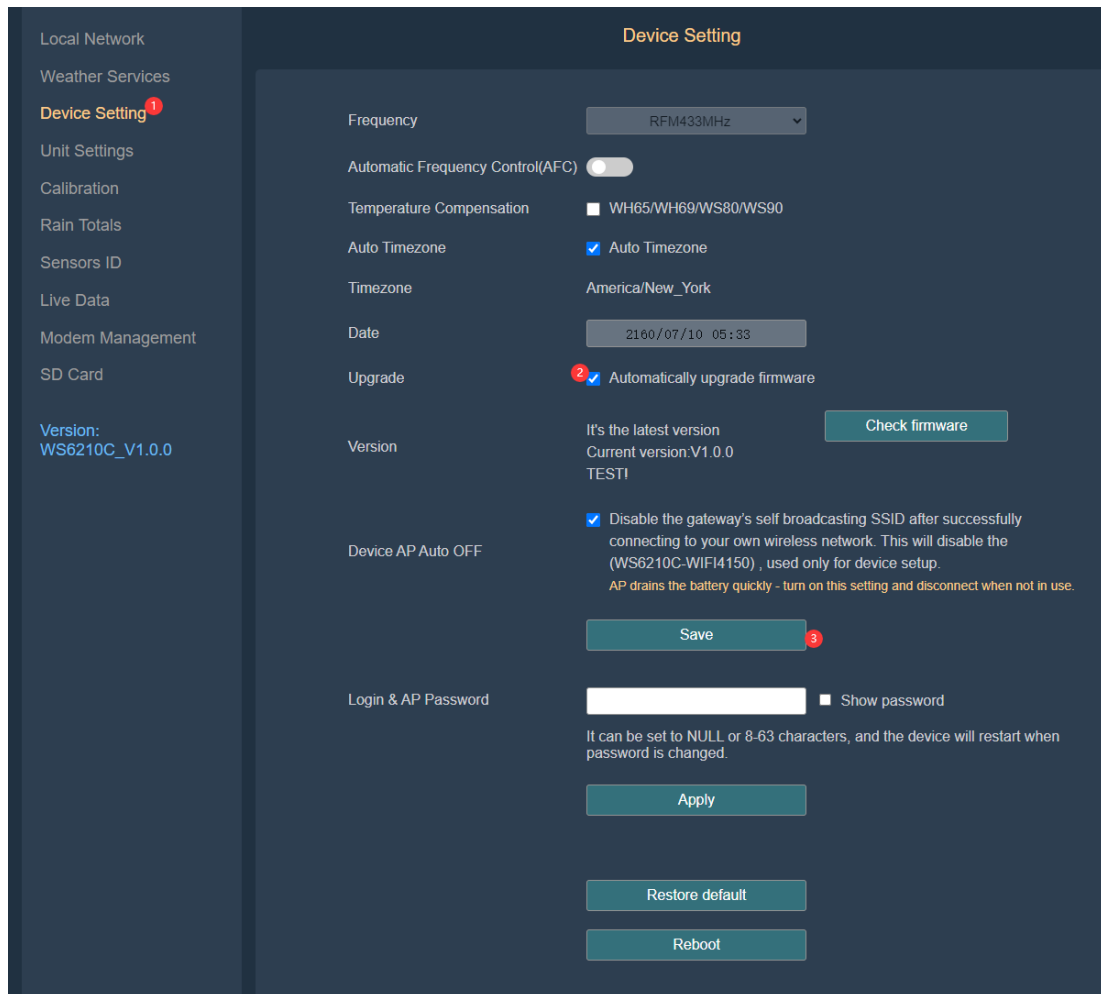 Local Network
Weather Services
Device Setting 1
Unit Settings
Calibration
Rain Totals
Sensors ID
Live Data
Modem Management
SD Card
Version:
WS6210C_V1.0.0
Device Setting
Frequency
RFM433MHz
Automatic Frequency Control(AFC)
Temperature Compensation
WH65/WH69/WS80/WS90
Auto Timezone
Auto Timezone
Timezone
America/New_York
Date
2160/07/10 05:33
Upgrade
2 Automatically upgrade firmware
Version
It's the latest version
Current version:V1.0.0
TEST!
Check firmware
Device AP Auto OFF
Disable the gateway's self broadcasting SSID after successfully
connecting to your own wireless network. This will disable the
(WS6210C-WIFI4150) , used only for device setup.
AP drains the battery quickly - turn on this setting and disconnect when not in use.
Save 3
Login & AP Password
Show password
It can be set to NULL or 8-63 characters, and the device will restart when
password is changed.
Apply
Restore default
Reboot